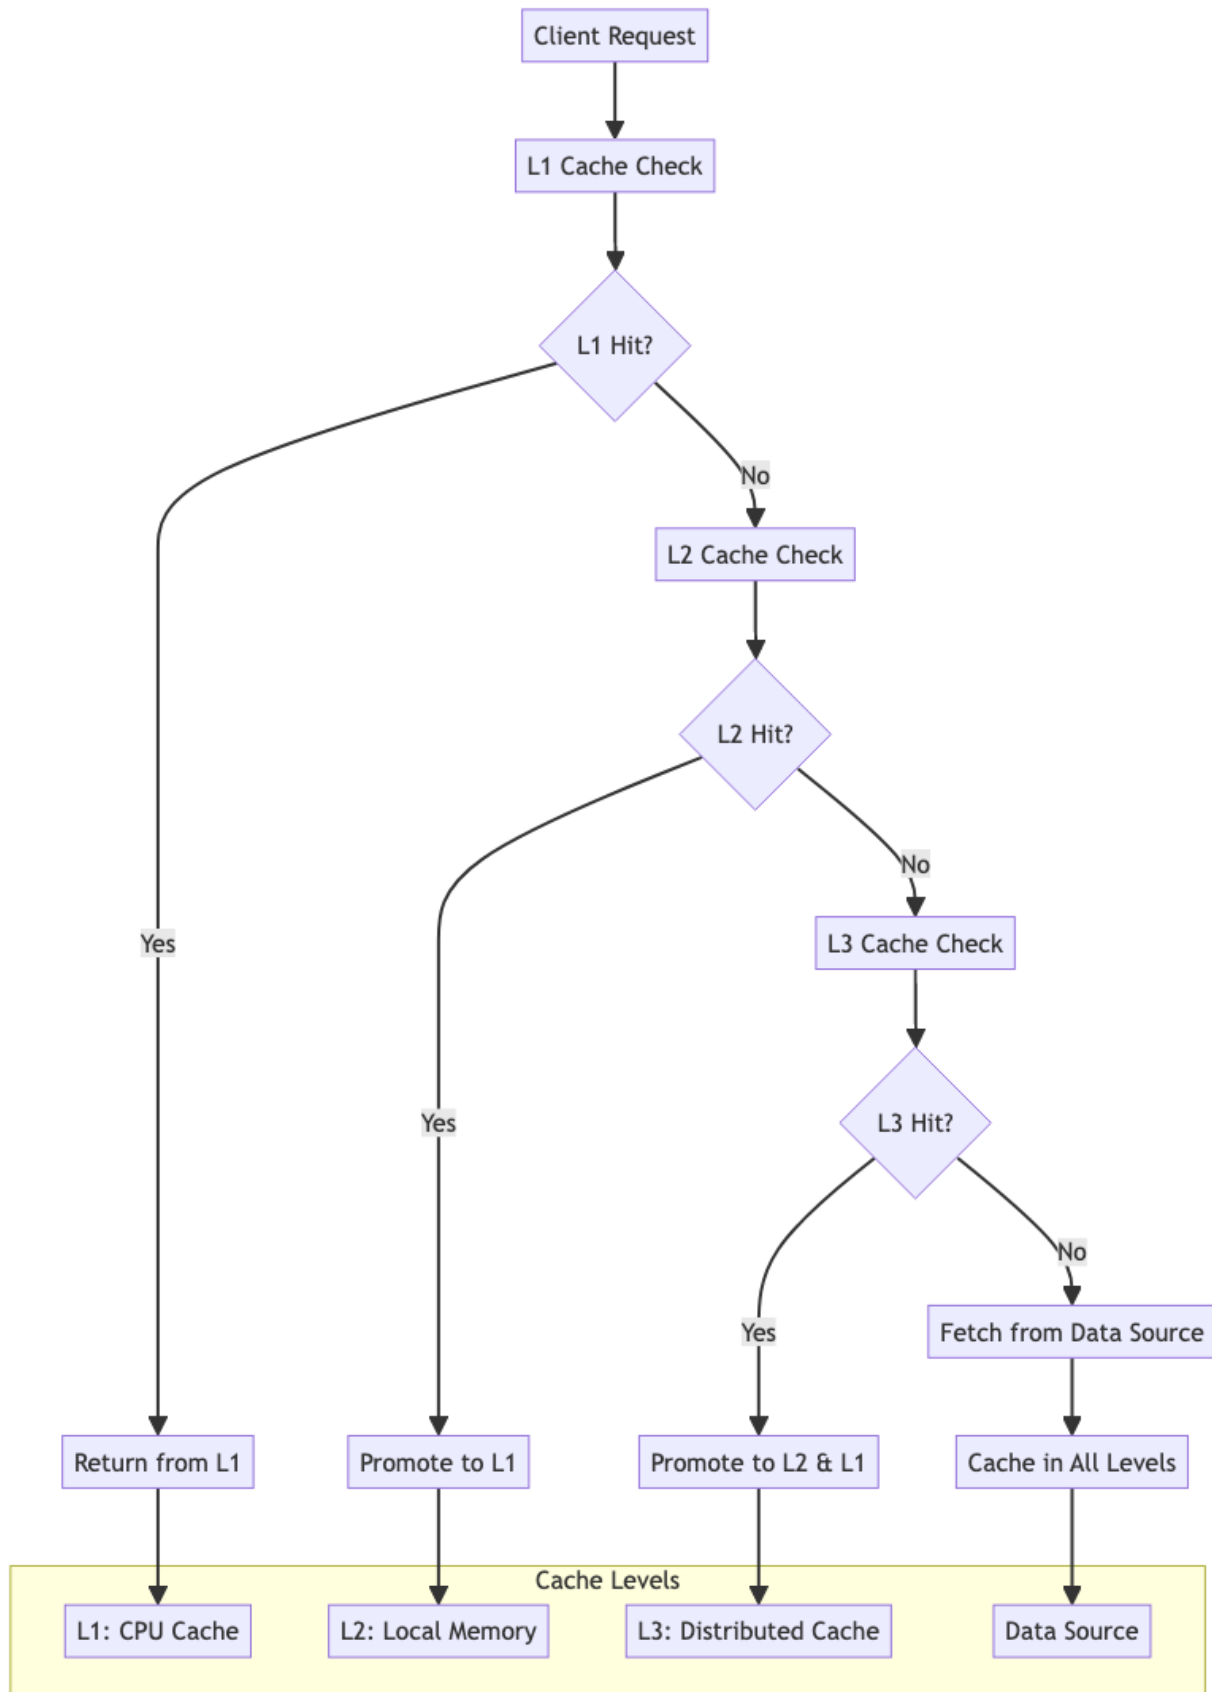 Client Request
L1 Cache Check
L1 Hit?
No
L2 Cache Check
L2 Hit?
No
Yes
L3 Cache Check
Yes
L3 Hit?
No
Yes
Fetch from Data Source
Return from L1
Promote to L1
Promote to L2 & L1
Cache in All Levels
Cache Levels
L1: CPU Cache
L2: Local Memory
L3: Distributed Cache
Data Source